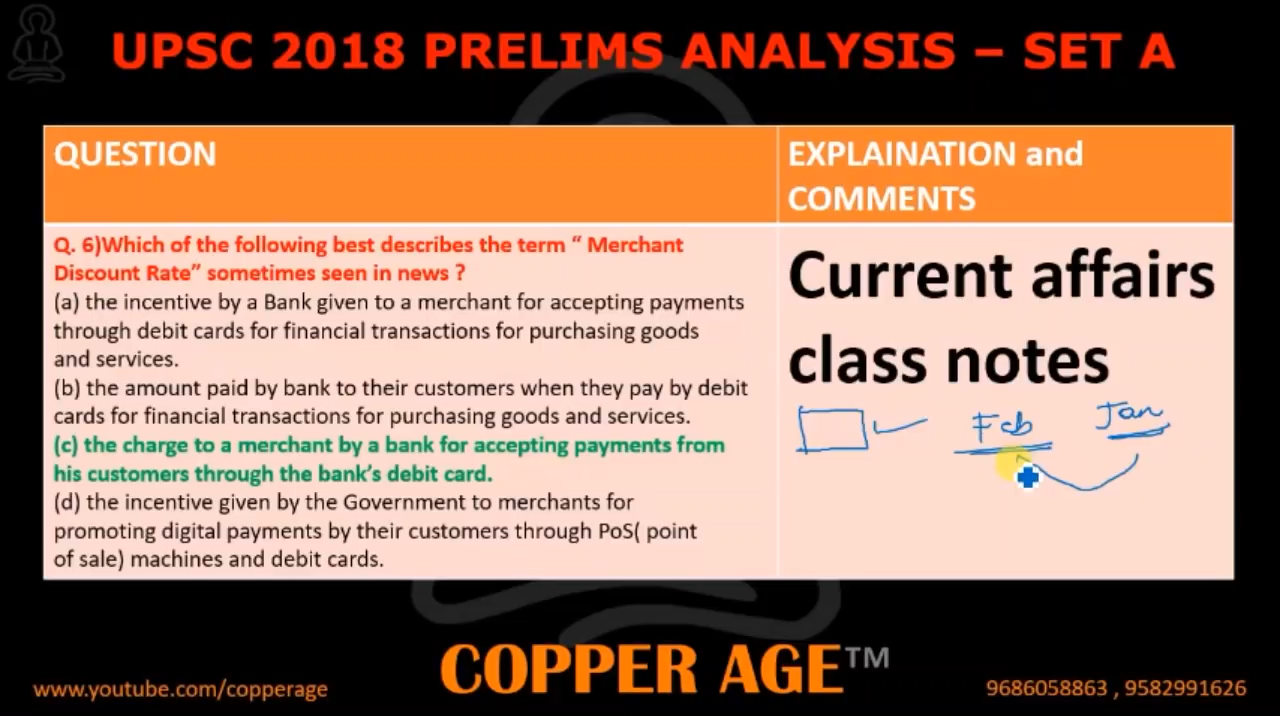 UPSC 2018 PRELIMS ANALYSIS – SET A
QUESTION
EXPLAINATION and
COMMENTS
Q. 6)Which of the following best describes the term “ Merchant
Discount Rate” sometimes seen in news ?
(a) the incentive by a Bank given to a merchant for accepting payments
through debit cards for financial transactions for purchasing goods
and services.
(b) the amount paid by bank to their customers when they pay by debit
cards for financial transactions for purchasing goods and services.
(c) the charge to a merchant by a bank for accepting payments from
his customers through the bank’s debit card.
(d) the incentive given by the Government to merchants for
promoting digital payments by their customers through PoS( point
of sale) machines and debit cards.
Current affairs
class notes
Feb Jan
COPPER AGE™
www.youtube.com/copperage
9686058863 , 9582991626